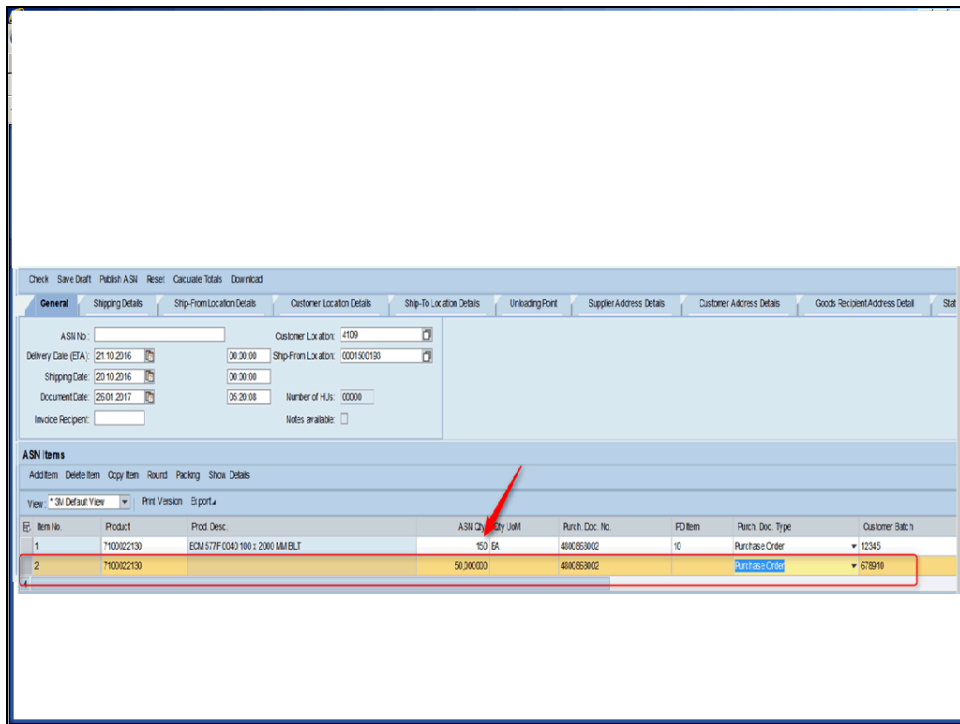 Check Save Draft Publish ASN Reset Calculate Totals Download
General Shipping Details Ship-From Location Details Customer Location Details Ship-To Location Details Unloading Point Supplier Address Details Customer Address Details Goods Recipient Address Detail Stat
ASN No.: Customer Location: 4109
Delivery Date (ETA): 21.10.2016 00:00:00 Ship-From Location: 0001500193
Shipping Date: 20.10.2016 00:00:00
Document Date: 26.01.2017 05:20:08 Number of HUs: 00000
Invoice Recipient: Notes available:
ASN Items
Add Item Delete Item Copy Item Round Packing Show Details
View: * 3M Default View Print Version Export
Item No. Product Prod. Desc. ASN Qty Qty UoM Purch. Doc. No. PD Item Purch. Doc. Type Customer Batch
1 7100022130 ECM 577F 0040 100 x 2000 MM BLT 150 EA 4800868002 10 Purchase Order 12345
2 7100022130 50,000000 4800868002 Purchase Order 678910